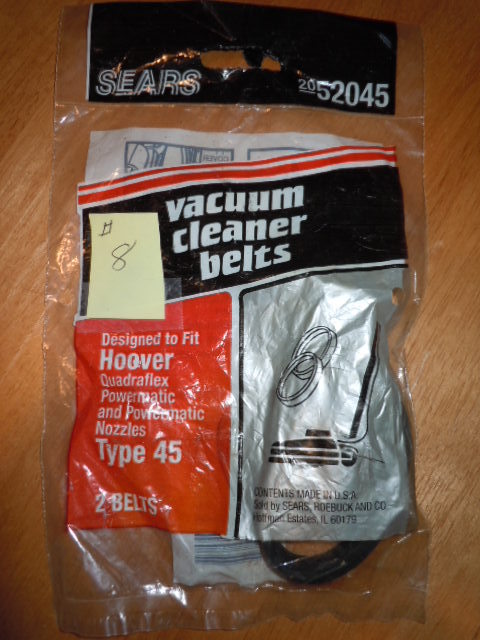 SEARS
20 52045
COVER
vacuum
cleaner
belts
# 8
Designed to Fit
Hoover
Quadraflex
Powermatic
and Powermatic
Nozzles
Type 45
2 BELTS
CONTENTS MADE IN U.S.A.
Sold by SEARS, ROEBUCK AND CO.
Hoffman Estates, IL 60179